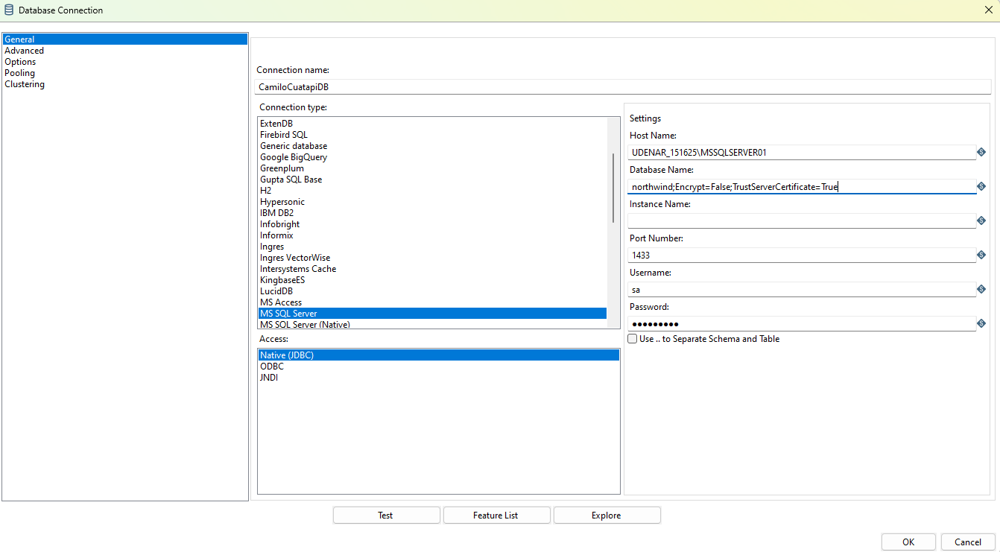 Database Connection
General
Advanced
Options
Pooling
Clustering
Connection name:
CamiloCuatapiDB
Connection type:
ExtenDB
Firebird SQL
Generic database
Google BigQuery
Greenplum
Gupta SQL Base
H2
Hypersonic
IBM DB2
Infobright
Informix
Ingres
Ingres VectorWise
Intersystems Cache
KingbaseES
LucidDB
MS Access
MS SQL Server
MS SQL Server (Native)
Access:
Native (JDBC)
ODBC
JNDI
Settings
Host Name:
UDENAR_151625\MSSQLSERVER01
Database Name:
northwind;Encrypt=False;TrustServerCertificate=True
Instance Name:
Port Number:
1433
Username:
sa
Password:
●●●●●●●●●
Use .. to Separate Schema and Table
Test
Feature List
Explore
OK
Cancel